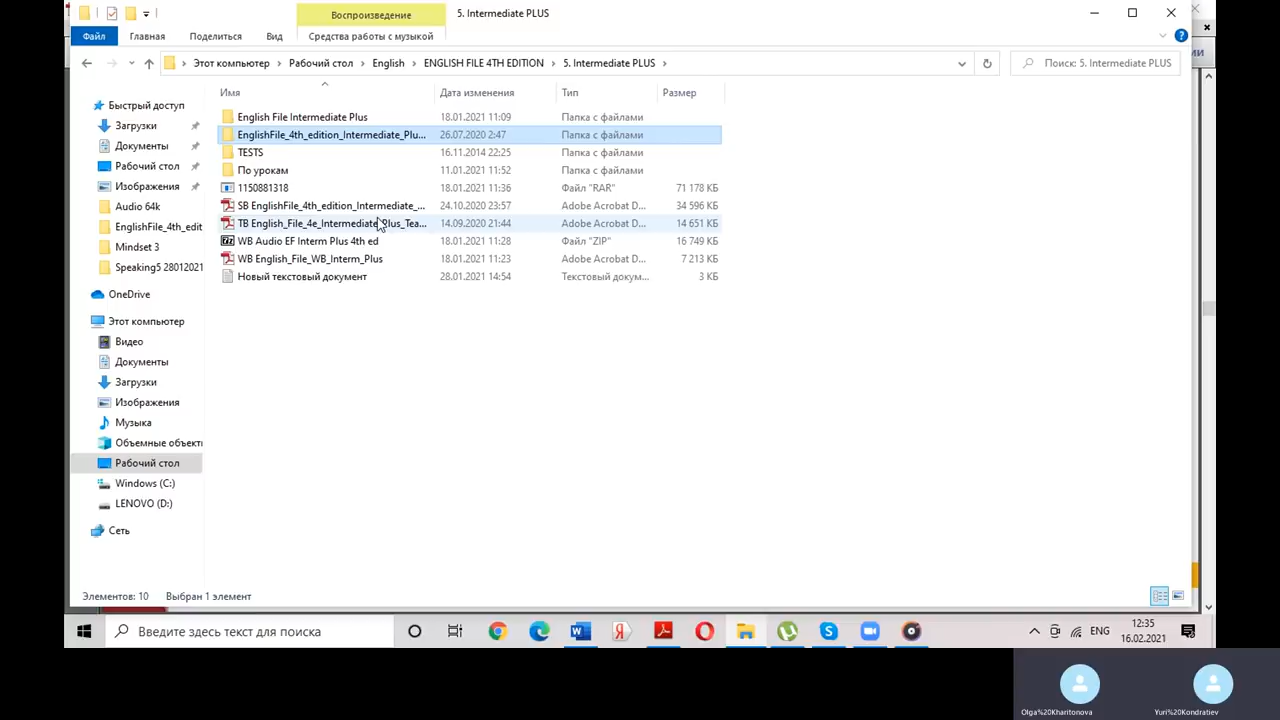 Воспроизведение
5. Intermediate PLUS
Файл Главная Поделиться Вид Средства работы с музыкой
Этот компьютер Рабочий стол English ENGLISH FILE 4TH EDITION 5. Intermediate PLUS
Поиск: 5. Intermediate PLUS
Имя Дата изменения Тип Размер
Быстрый доступ
Загрузки
Документы
Рабочий стол
Изображения
Audio 64k
EnglishFile_4th_edit
Mindset 3
Speaking5 28012021
OneDrive
Этот компьютер
Видео
Документы
Загрузки
Изображения
Музыка
Объемные объекты
Рабочий стол
Windows (C:)
LENOVO (D:)
Сеть
English File Intermediate Plus 18.01.2021 11:09 Папка с файлами
EnglishFile_4th_edition_Intermediate_Plu... 26.07.2020 2:47 Папка с файлами
TESTS 16.11.2014 22:25 Папка с файлами
По урокам 11.01.2021 11:52 Папка с файлами
1150881318 18.01.2021 11:36 Файл "RAR" 71 178 КБ
SB EnglishFile_4th_edition_Intermediate_... 24.10.2020 23:57 Adobe Acrobat D... 34 596 КБ
TB English_File_4e_Intermediate_Plus_Tea... 14.09.2020 21:44 Adobe Acrobat D... 14 651 КБ
WB Audio EF Interm Plus 4th ed 18.01.2021 11:28 Файл "ZIP" 16 749 КБ
WB English_File_WB_Interm_Plus 18.01.2021 11:23 Adobe Acrobat D... 7 213 КБ
Новый текстовый документ 28.01.2021 14:54 Текстовый докум... 3 КБ
Элементов: 10 Выбран 1 элемент
Введите здесь текст для поиска
ENG
12:35
16.02.2021
Olga%20Kharitonova Yuri%20Kondratiev